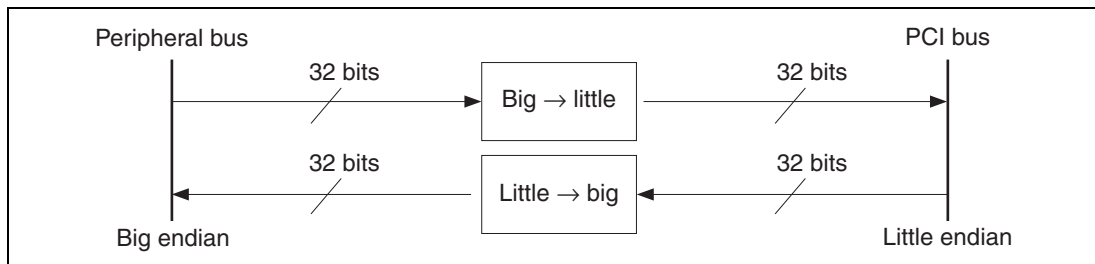 Peripheral bus
PCI bus
32 bits
32 bits
Big → little
32 bits
32 bits
Little → big
Big endian
Little endian